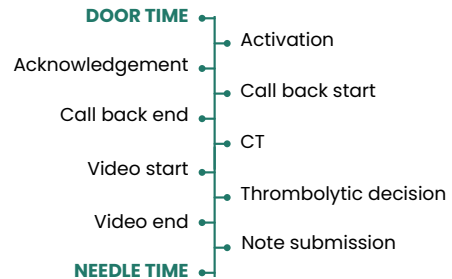 DOOR TIME
Activation
Acknowledgement
Call back start
Call back end
CT
Video start
Thrombolytic decision
Video end
Note submission
NEEDLE TIME